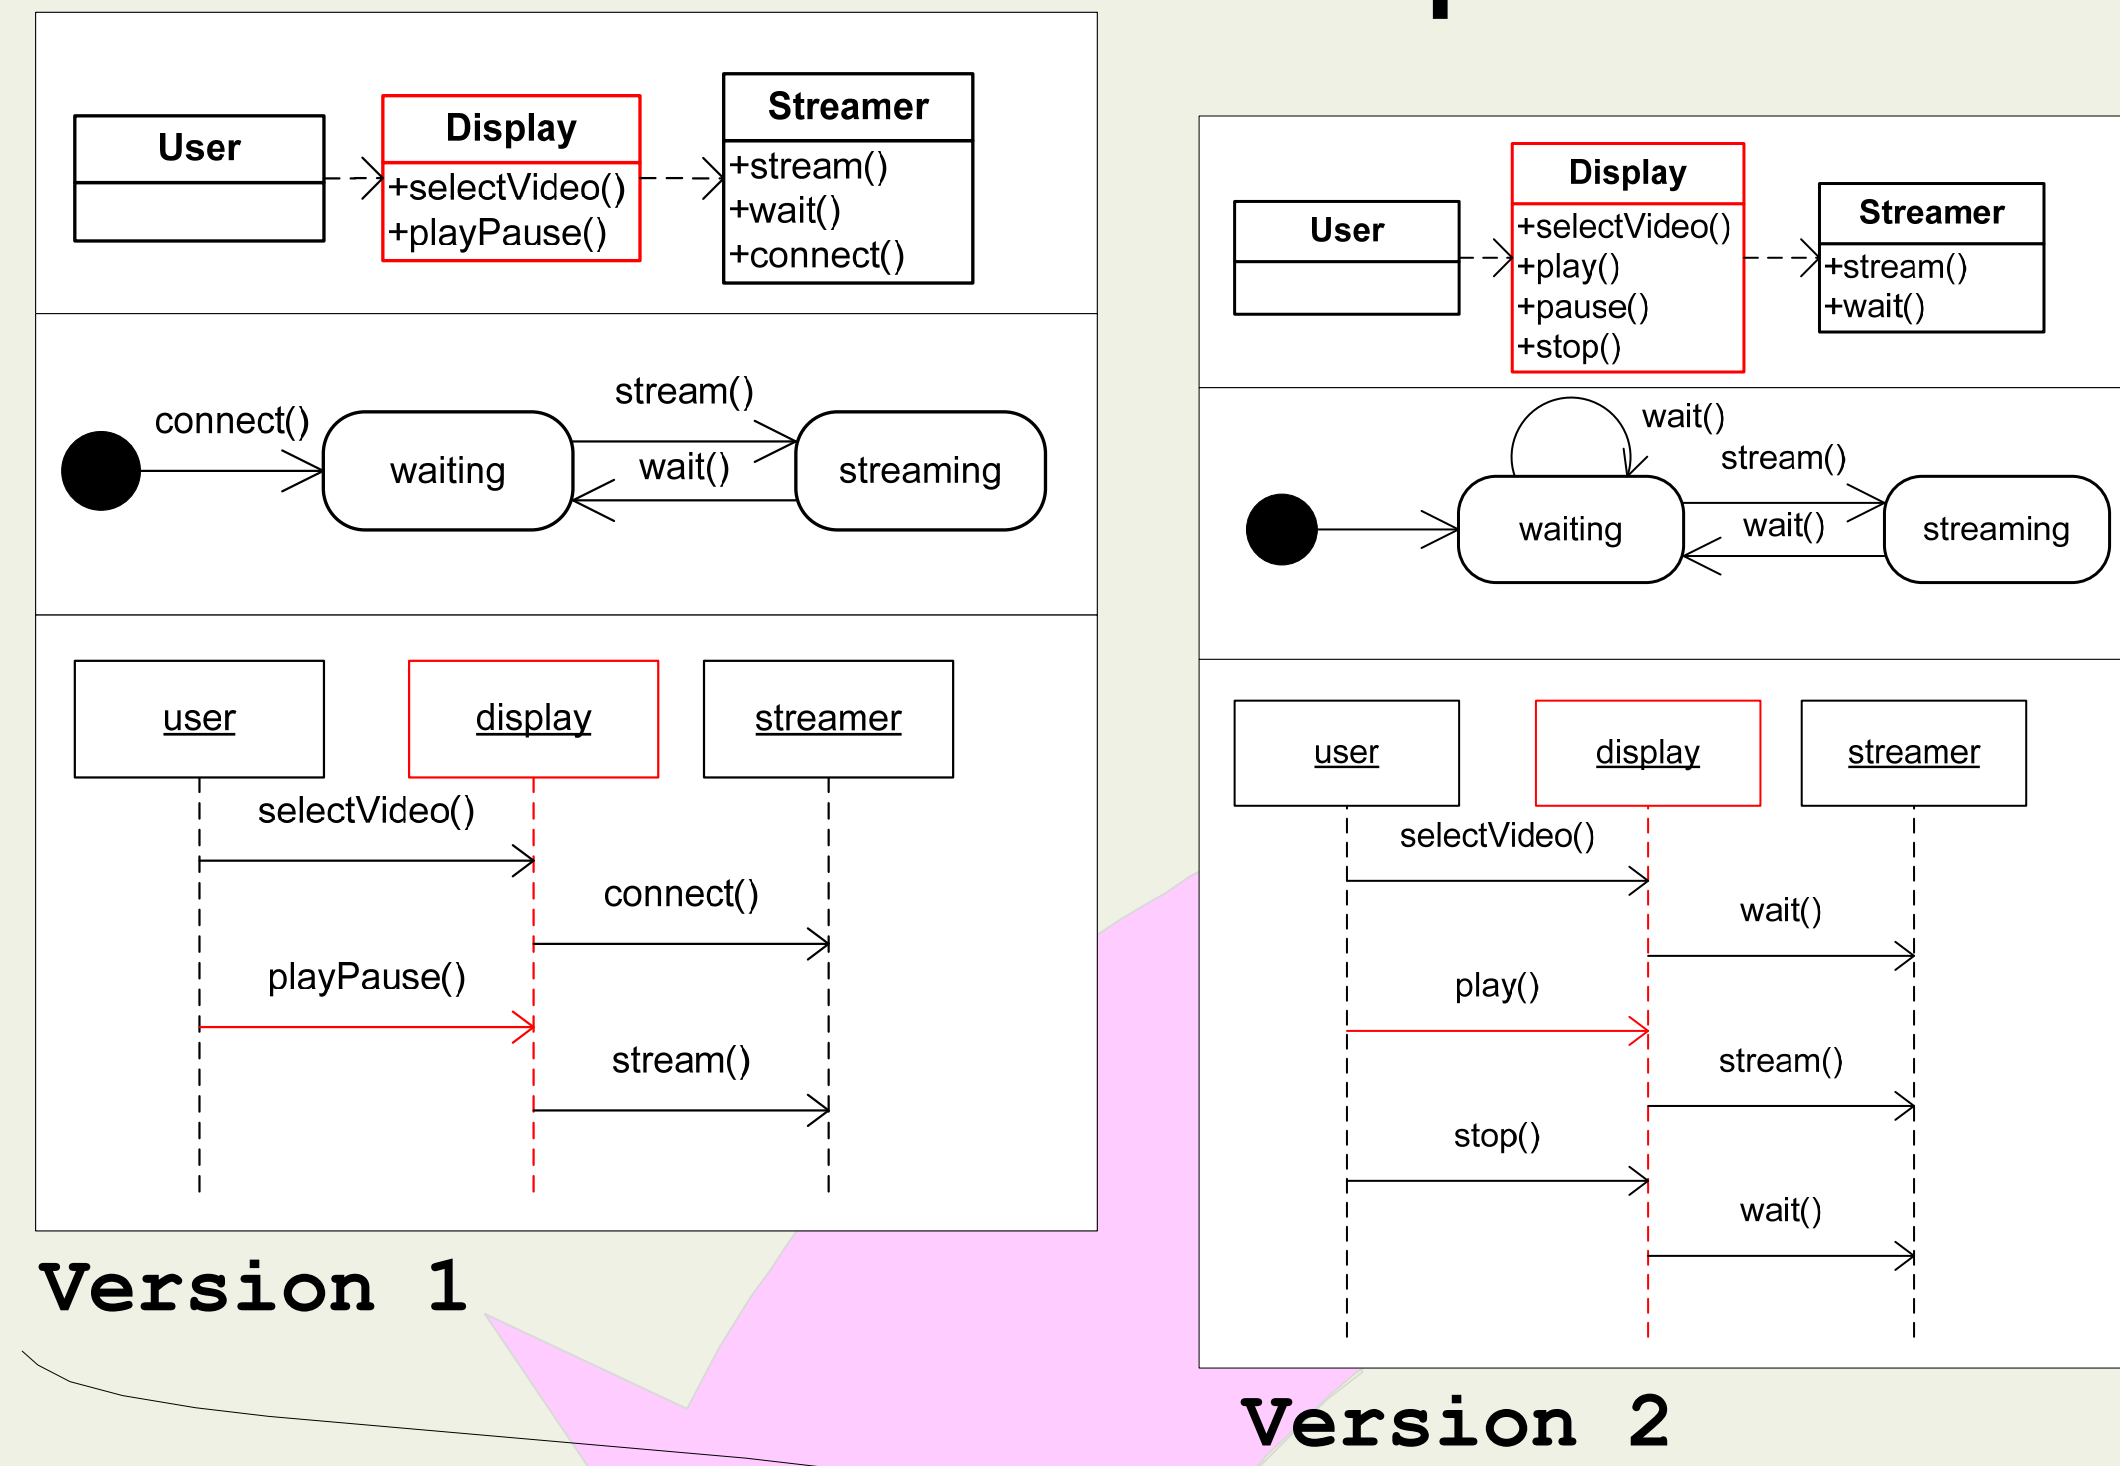 User
Display
+selectVideo()
+playPause()
Streamer
+stream()
+wait()
+connect()
connect()
waiting
stream()
wait()
streaming
user
display
streamer
selectVideo()
connect()
playPause()
stream()
Version 1
User
Display
+selectVideo()
+play()
+pause()
+stop()
Streamer
+stream()
+wait()
wait()
stream()
waiting
wait()
streaming
user
display
streamer
selectVideo()
wait()
play()
stream()
stop()
wait()
Version 2